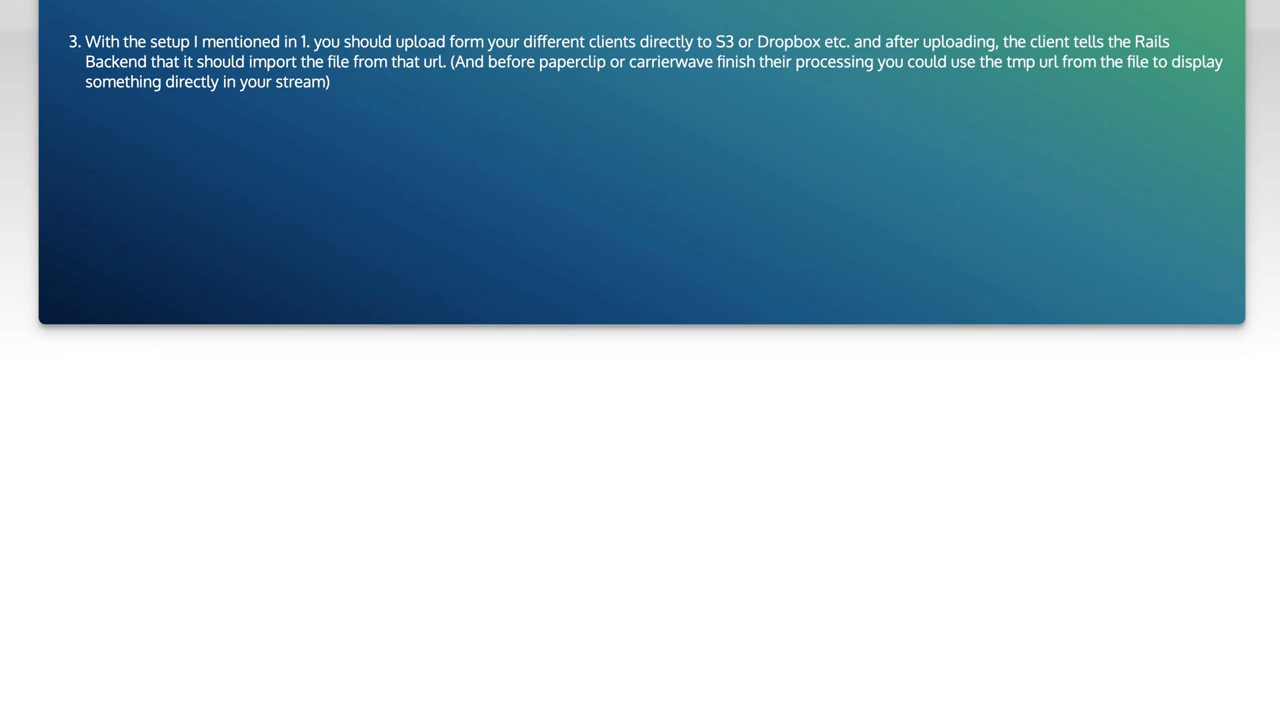 3. With the setup I mentioned in 1. you should upload form your different clients directly to S3 or Dropbox etc. and after uploading, the client tells the Rails
Backend that it should import the file from that url. (And before paperclip or carrierwave finish their processing you could use the tmp url from the file to display
something directly in your stream)